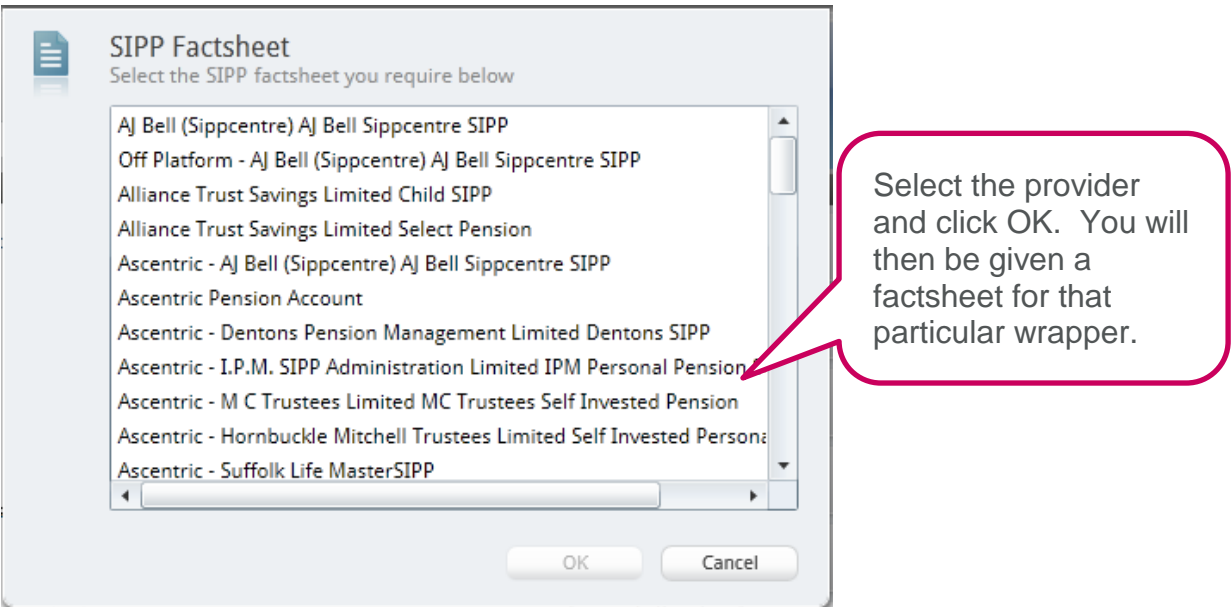 SIPP Factsheet
Select the SIPP factsheet you require below
AJ Bell (Sippcentre) AJ Bell Sippcentre SIPP
Off Platform - AJ Bell (Sippcentre) AJ Bell Sippcentre SIPP
Alliance Trust Savings Limited Child SIPP
Alliance Trust Savings Limited Select Pension
Ascentric - AJ Bell (Sippcentre) AJ Bell Sippcentre SIPP
Ascentric Pension Account
Ascentric - Dentons Pension Management Limited Dentons SIPP
Ascentric - I.P.M. SIPP Administration Limited IPM Personal Pension
Ascentric - M C Trustees Limited MC Trustees Self Invested Pension
Ascentric - Hornbuckle Mitchell Trustees Limited Self Invested Persona
Ascentric - Suffolk Life MasterSIPP
OK
Cancel
Select the provider
and click OK.  You will
then be given a
factsheet for that
particular wrapper.